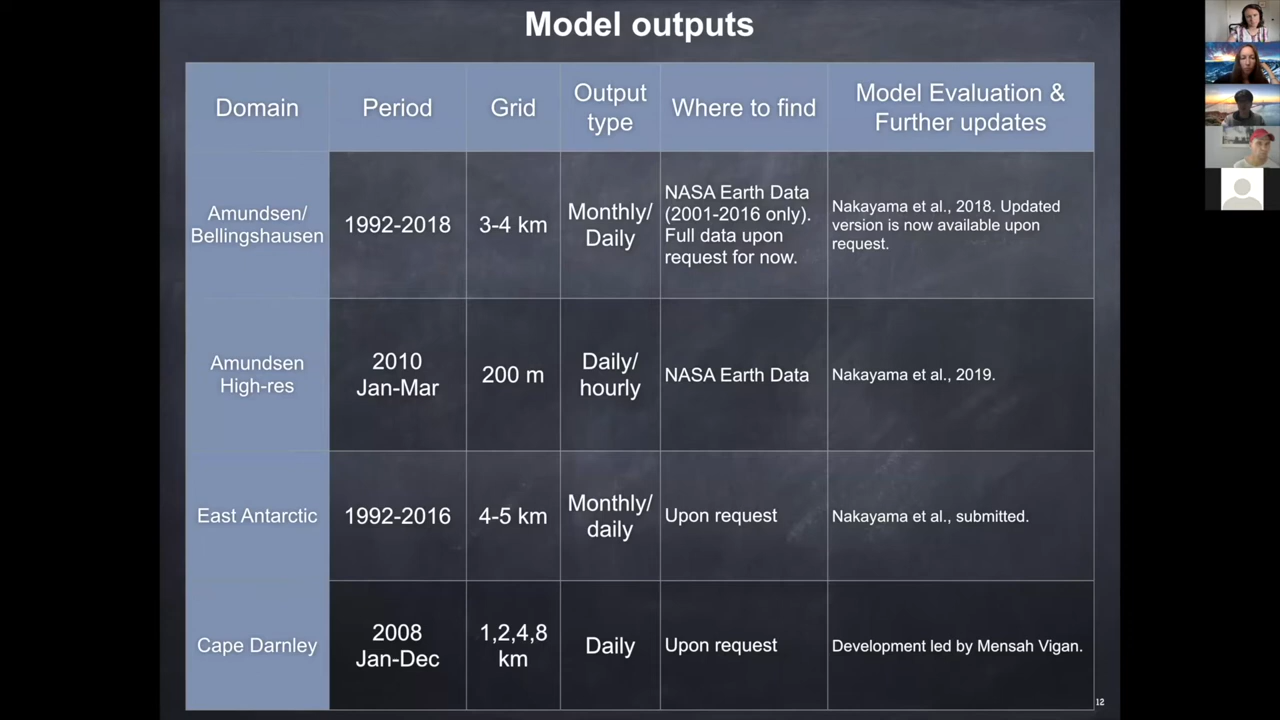 Model outputs
Domain
Period
Grid
Output
type
Where to find
Model Evaluation &
Further updates
Amundsen/
Bellingshausen
1992-2018
3-4 km
Monthly/
Daily
NASA Earth Data
(2001-2016 only).
Full data upon
request for now.
Nakayama et al., 2018. Updated
version is now available upon
request.
Amundsen
High-res
2010
Jan-Mar
200 m
Daily/
hourly
NASA Earth Data
Nakayama et al., 2019.
East Antarctic
1992-2016
4-5 km
Monthly/
daily
Upon request
Nakayama et al., submitted.
Cape Darnley
2008
Jan-Dec
1,2,4,8
km
Daily
Upon request
Development led by Mensah Vigan.
12